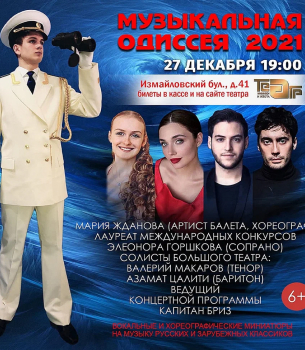 МУЗЫКАЛЬНАЯ
ОДИССЕЯ 2021
27 ДЕКАБРЯ 19:00
Измайловский бул., д.41
билеты в кассе и на сайте театра
МАРИЯ ЖДАНОВА (АРТИСТ БАЛЕТА, ХОРЕОГРАФ
ЛАУРЕАТ МЕЖДУНАРОДНЫХ КОНКУРСОВ
ЭЛЕОНОРА ГОРШКОВА (СОПРАНО)
СОЛИСТЫ БОЛЬШОГО ТЕАТРА:
ВАЛЕРИЙ МАКАРОВ (ТЕНОР)
АЗАМАТ ЦАЛИТИ (БАРИТОН)
ВЕДУЩИЙ
КОНЦЕРТНОЙ ПРОГРАММЫ
КАПИТАН БРИЗ
6+
ВОКАЛЬНЫЕ И ХОРЕОГРАФИЧЕСКИЕ МИНИАТЮРЫ
НА МУЗЫКУ РУССКИХ И ЗАРУБЕЖНЫХ КЛАССИКОВ